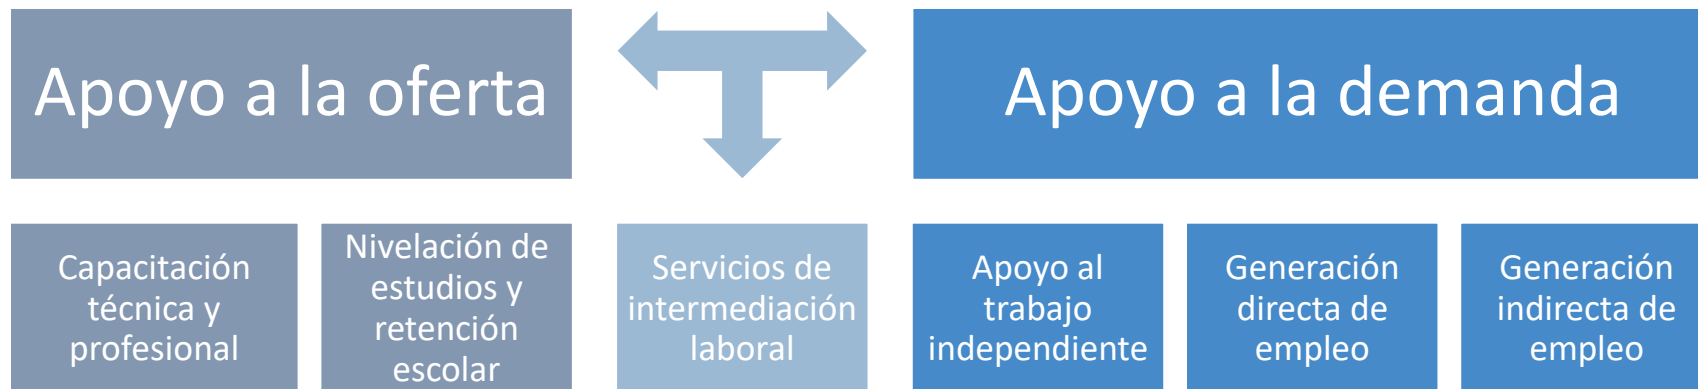 Apoyo a la oferta
Apoyo a la demanda
Capacitación
técnica y
profesional
Nivelación de
estudios y
retención
escolar
Servicios de
intermediación
laboral
Apoyo al
trabajo
independiente
Generación
directa de
empleo
Generación
indirecta de
empleo